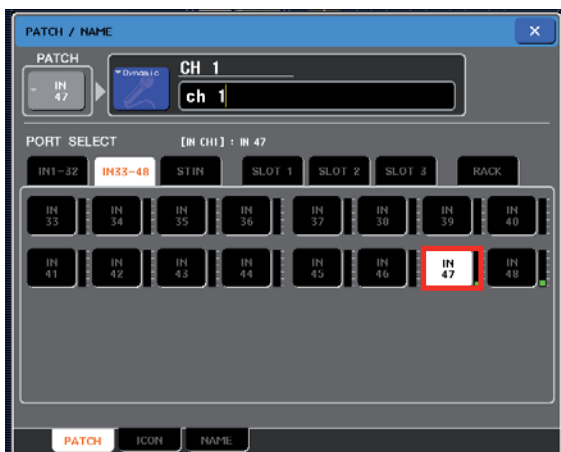 PATCH / NAME
PATCH
IN 47
Dynamic
CH 1
ch 1
PORT SELECT [IN CH1] : IN 47
IN1-32 IN33-48 STIN SLOT 1 SLOT 2 SLOT 3 RACK
IN 33 IN 34 IN 35 IN 36 IN 37 IN 38 IN 39 IN 40
IN 41 IN 42 IN 43 IN 44 IN 45 IN 46 IN 47 IN 48
PATCH ICON NAME